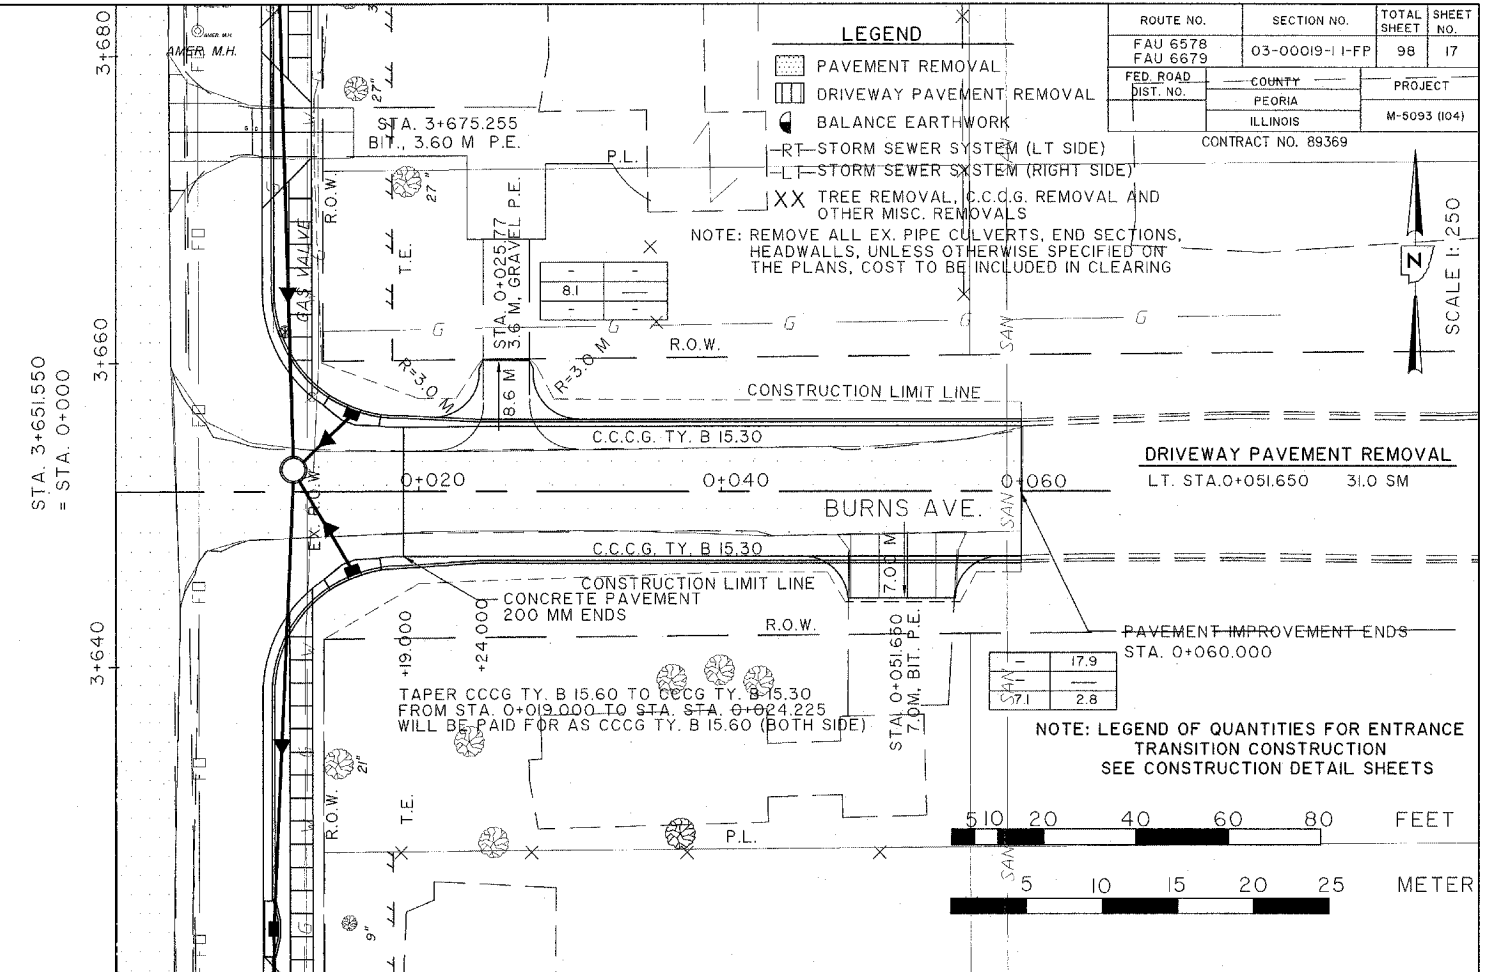 ROUTE NO.
SECTION NO.
TOTAL SHEET
SHEET NO.
FAU 6578
FAU 6679
03-00019-11-FP
98
17
FED. ROAD DIST. NO.
COUNTY
PEORIA
ILLINOIS
PROJECT
M-5093 (104)
CONTRACT NO. 89369
LEGEND
PAVEMENT REMOVAL
DRIVEWAY PAVEMENT REMOVAL
BALANCE EARTHWORK
RT STORM SEWER SYSTEM (LT SIDE)
LT STORM SEWER SYSTEM (RIGHT SIDE)
XX TREE REMOVAL, C.C.C.G. REMOVAL AND
OTHER MISC. REMOVALS
NOTE: REMOVE ALL EX. PIPE CULVERTS, END SECTIONS,
HEADWALLS, UNLESS OTHERWISE SPECIFIED ON
THE PLANS, COST TO BE INCLUDED IN CLEARING
N
SCALE 1: 250
3+680
AMER. M.H.
AMER. M.H.
27"
STA. 3+675.255
BIT., 3.60 M P.E.
P.L.
27"
R.O.W.
T.E.
GAS VALVE
STA. 0+025.77
3.6 M, GRAVEL P.E.
- -
8.1 —
- -
G G G G G
SAN
R.O.W.
3+660
STA. 3+651.550
= STA. 0+000
R=3.0 M
8.6 M
R=3.0 M
CONSTRUCTION LIMIT LINE
C.C.C.G. TY. B 15.30
DRIVEWAY PAVEMENT REMOVAL
LT. STA.0+051.650 31.0 SM
0+020
0+040
0+060
EX. R.O.W.
SAN
BURNS AVE.
C.C.C.G. TY. B 15.30
7.00 M
CONSTRUCTION LIMIT LINE
CONCRETE PAVEMENT
200 MM ENDS
R.O.W.
3+640
+19.000
+24.000
STA. 0+051.650
7.0M, BIT. P.E.
PAVEMENT IMPROVEMENT ENDS
STA. 0+060.000
- 17.9
- —
7.1 2.8
SAN
TAPER CCCG TY. B 15.60 TO CCCG TY. B 15.30
FROM STA. 0+019.000 TO STA. STA. 0+024.225
WILL BE PAID FOR AS CCCG TY. B 15.60 (BOTH SIDE)
NOTE: LEGEND OF QUANTITIES FOR ENTRANCE
TRANSITION CONSTRUCTION
SEE CONSTRUCTION DETAIL SHEETS
21"
R.O.W.
T.E.
P.L.
5 10 20 40 60 80 FEET
SAN
5 10 15 20 25 METER
9"